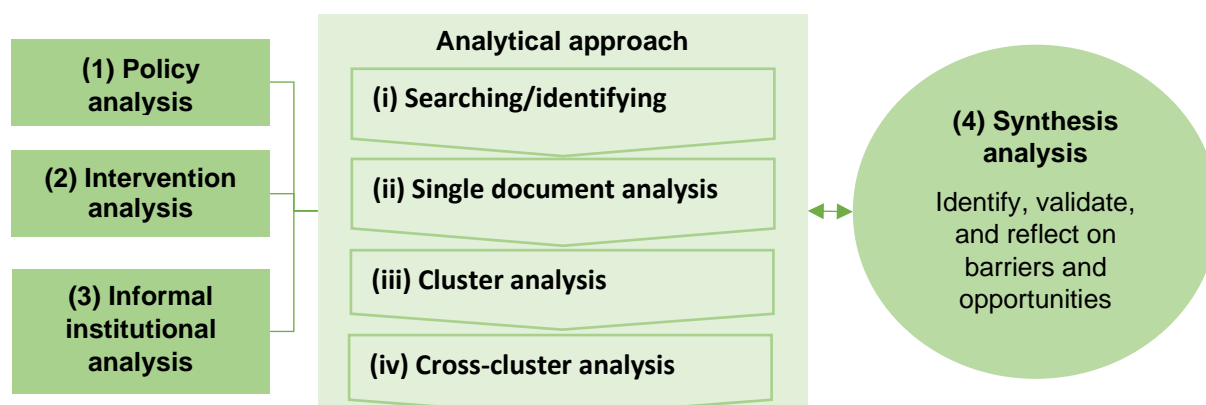 (1) Policy
analysis
(2) Intervention
analysis
(3) Informal
institutional
analysis
Analytical approach
(i) Searching/identifying
(ii) Single document analysis
(iii) Cluster analysis
(iv) Cross-cluster analysis
(4) Synthesis
analysis
Identify, validate,
and reflect on
barriers and
opportunities